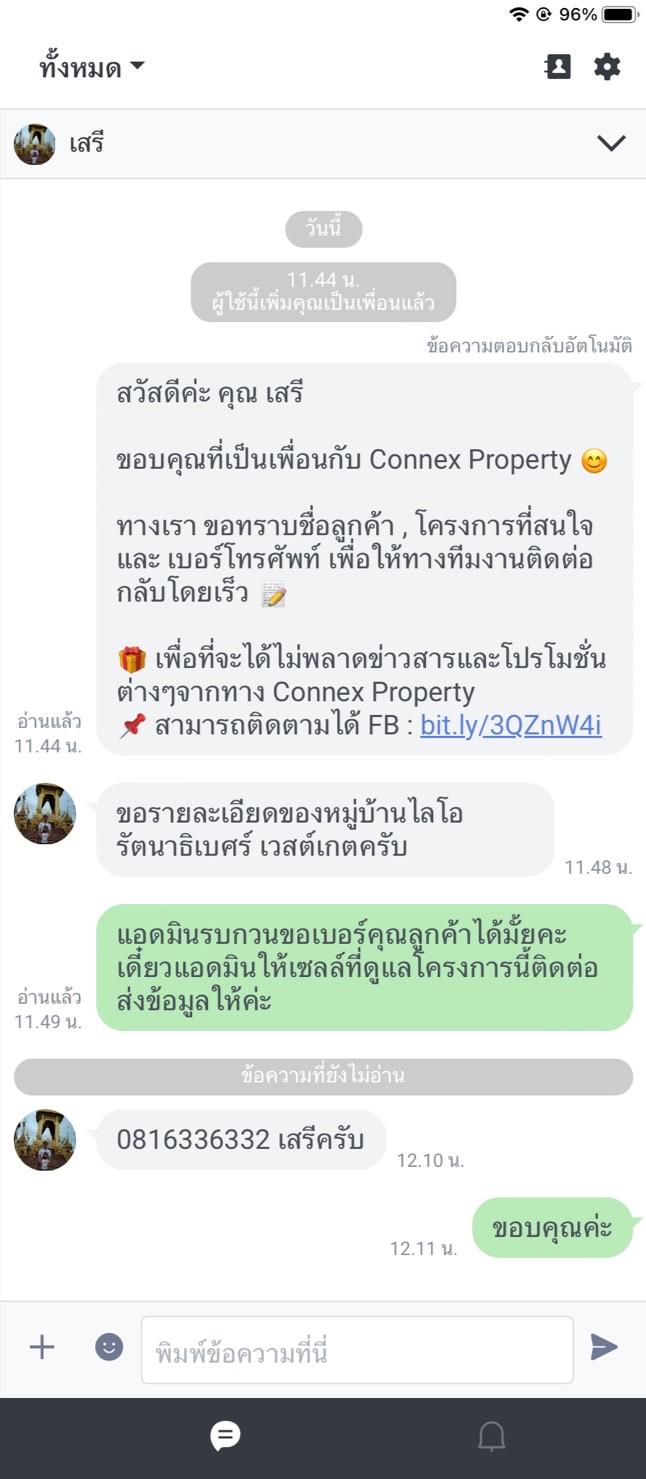 96%
ทั้งหมด
เสรี
วันนี้
11.44 น.
ผู้ใช้นี้เพิ่มคุณเป็นเพื่อนแล้ว
ข้อความตอบกลับอัตโนมัติ
สวัสดีค่ะ คุณ เสรี
ขอบคุณที่เป็นเพื่อนกับ Connex Property 😊
ทางเรา ขอทราบชื่อลูกค้า , โครงการที่สนใจ
และ เบอร์โทรศัพท์ เพื่อให้ทางทีมงานติดต่อ
กลับโดยเร็ว 📝
🎁 เพื่อที่จะได้ไม่พลาดข่าวสารและโปรโมชั่น
ต่างๆจากทาง Connex Property
📌 สามารถติดตามได้ FB : bit.ly/3QZnW4i
อ่านแล้ว
11.44 น.
ขอรายละเอียดของหมู่บ้านไลโอ
รัตนาธิเบศร์ เวสต์เกตครับ
11.48 น.
แอดมินรบกวนขอเบอร์คุณลูกค้าได้มั้ยคะ
เดี๋ยวแอดมินให้เซลล์ที่ดูแลโครงการนี้ติดต่อ
ส่งข้อมูลให้ค่ะ
อ่านแล้ว
11.49 น.
ข้อความที่ยังไม่อ่าน
0816336332 เสรีครับ
12.10 น.
ขอบคุณค่ะ
12.11 น.
พิมพ์ข้อความที่นี่